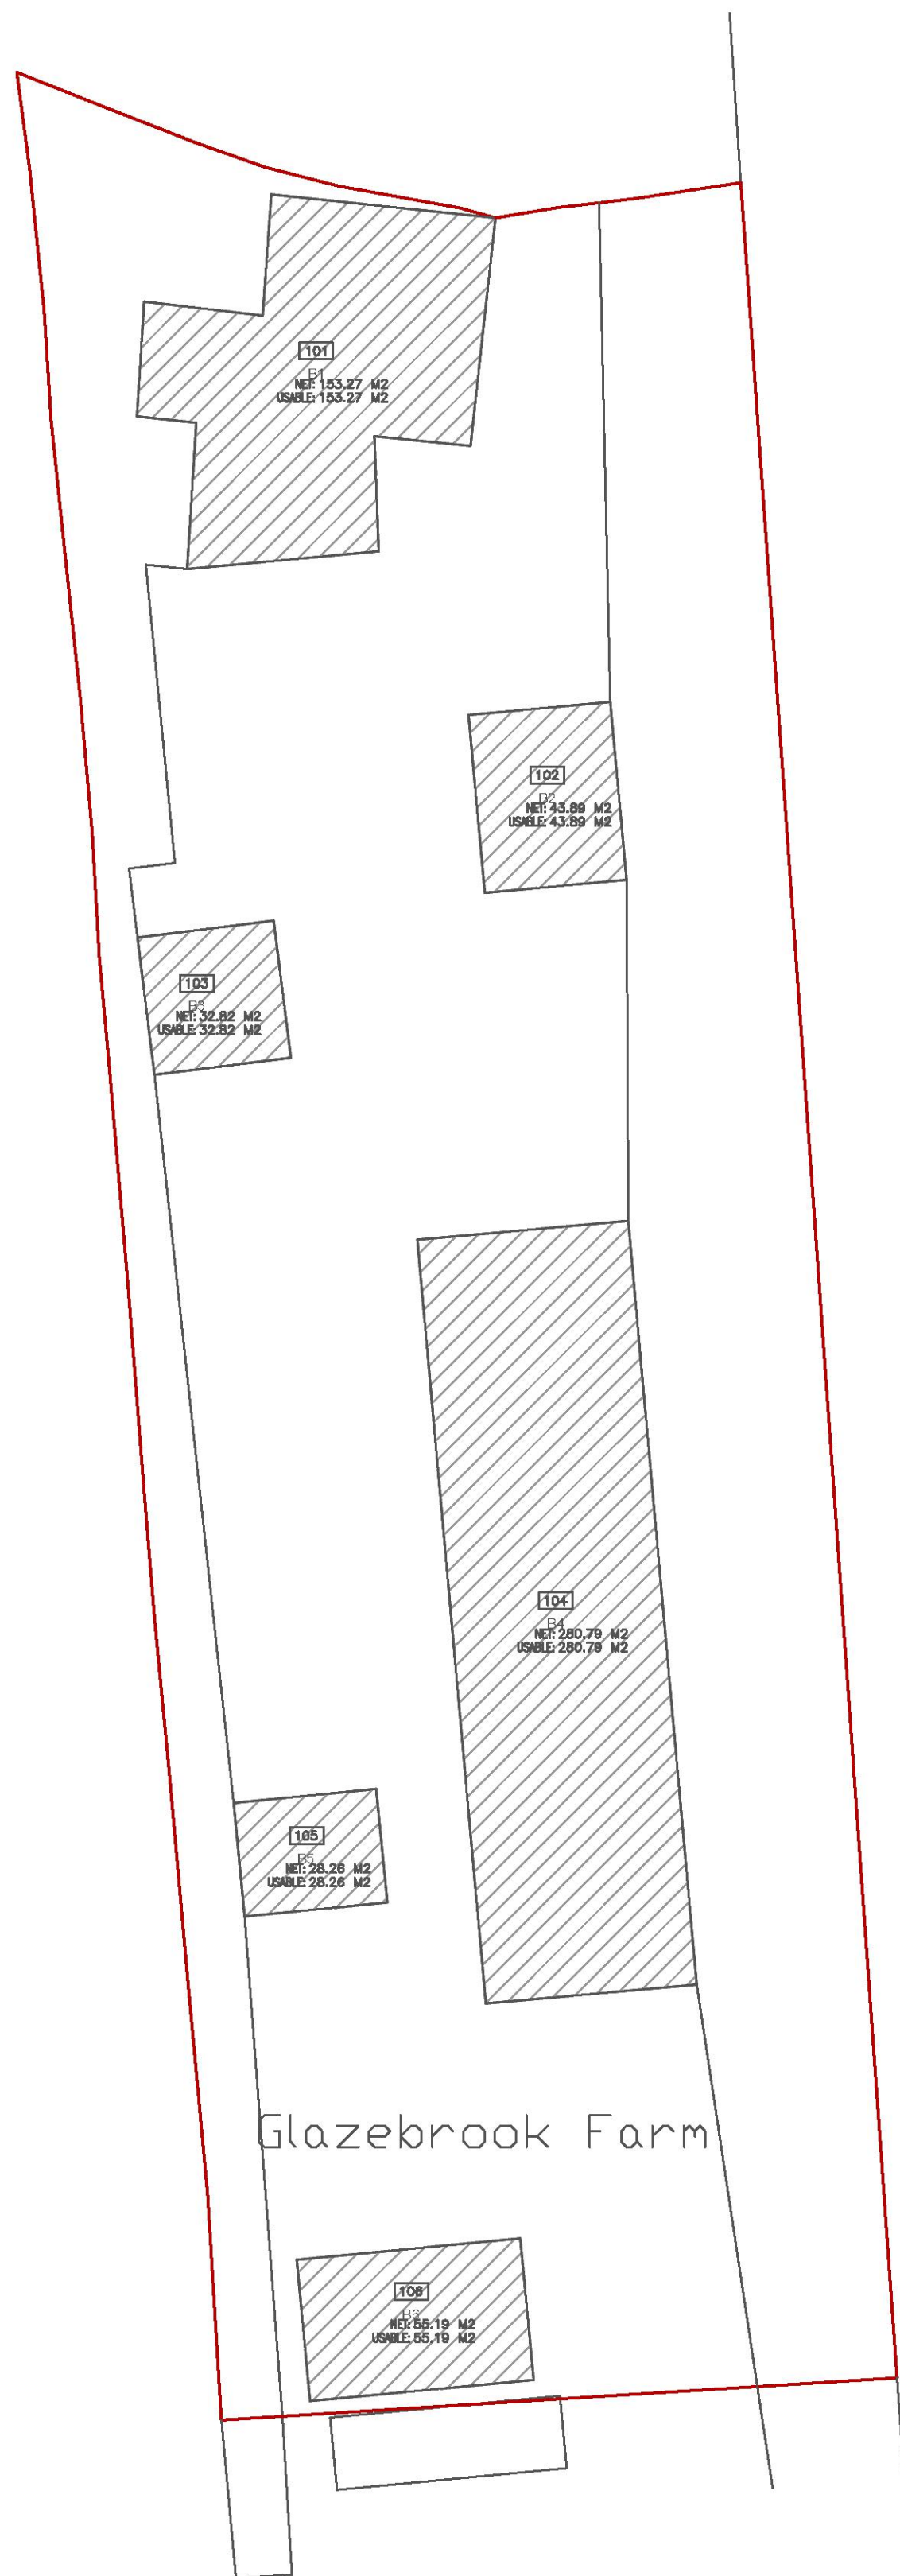 101
B1
NET: 153.27 M2
USABLE: 153.27 M2
102
B2
NET: 43.89 M2
USABLE: 43.89 M2
103
B3
NET: 32.82 M2
USABLE: 32.82 M2
104
B4
NET: 280.79 M2
USABLE: 280.79 M2
105
B5
NET: 28.26 M2
USABLE: 28.26 M2
Glazebrook Farm
B6
NET: 55.19 M2
USABLE: 55.19 M2